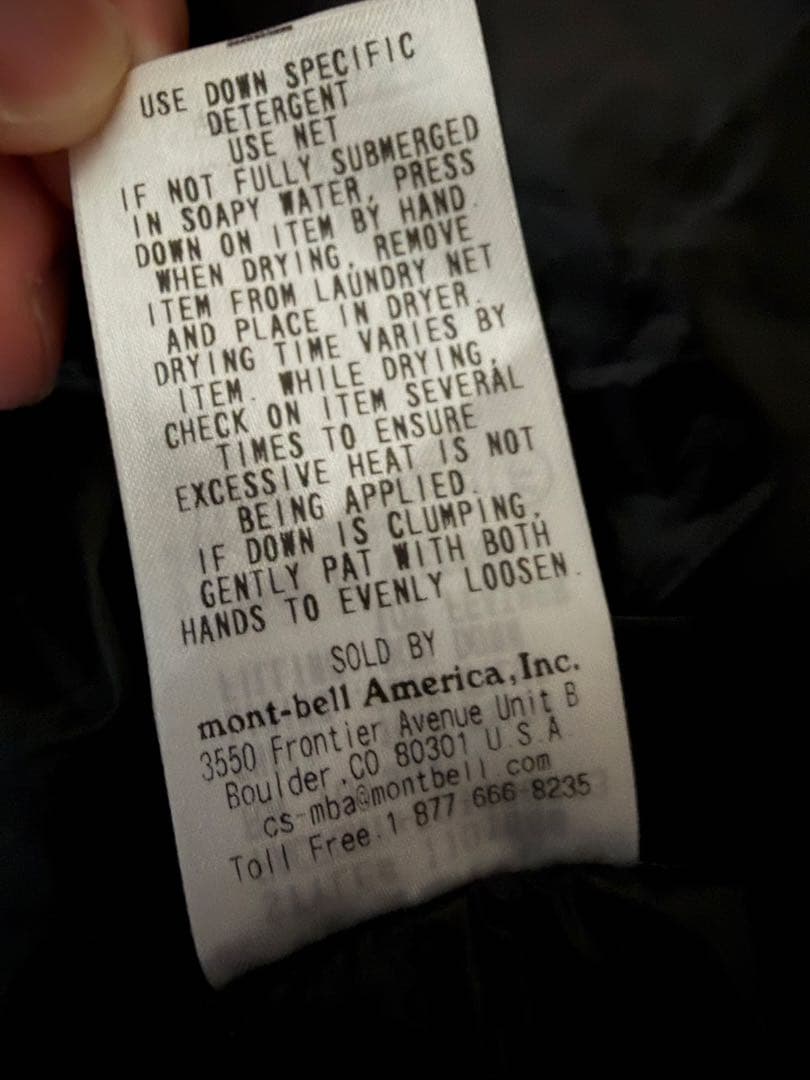 USE DOWN SPECIFIC
DETERGENT
USE NET
IF NOT FULLY SUBMERGED
IN SOAPY WATER, PRESS
DOWN ON ITEM BY HAND.
WHEN DRYING, REMOVE
ITEM FROM LAUNDRY NET
AND PLACE IN DRYER.
DRYING TIME VARIES BY
ITEM. WHILE DRYING,
CHECK ON ITEM SEVERAL
TIMES TO ENSURE
EXCESSIVE HEAT IS NOT
BEING APPLIED.
IF DOWN IS CLUMPING,
GENTLY PAT WITH BOTH
HANDS TO EVENLY LOOSEN.
SOLD BY
mont-bell America,Inc.
3550 Frontier Avenue Unit B
Boulder,CO 80301 U.S.A.
cs-mba@montbell.com
Toll Free.1-877-666-8235